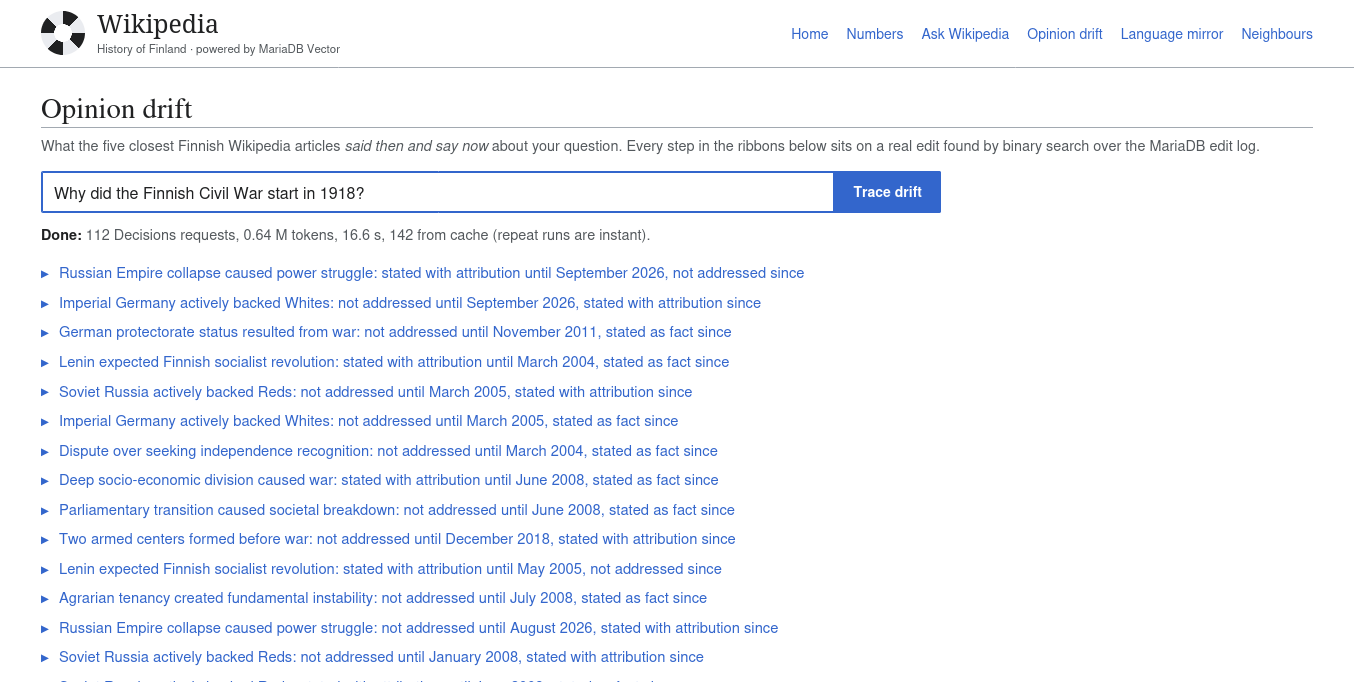 Wikipedia
History of Finland · powered by MariaDB Vector
Home Numbers Ask Wikipedia Opinion drift Language mirror Neighbours
Opinion drift
What the five closest Finnish Wikipedia articles said then and say now about your question. Every step in the ribbons below sits on a real edit found by binary search over the MariaDB edit log.
Why did the Finnish Civil War start in 1918? Trace drift
Done: 112 Decisions requests, 0.64 M tokens, 16.6 s, 142 from cache (repeat runs are instant).
▸ Russian Empire collapse caused power struggle: stated with attribution until September 2026, not addressed since
▸ Imperial Germany actively backed Whites: not addressed until September 2026, stated with attribution since
▸ German protectorate status resulted from war: not addressed until November 2011, stated as fact since
▸ Lenin expected Finnish socialist revolution: stated with attribution until March 2004, stated as fact since
▸ Soviet Russia actively backed Reds: not addressed until March 2005, stated with attribution since
▸ Imperial Germany actively backed Whites: not addressed until March 2005, stated as fact since
▸ Dispute over seeking independence recognition: not addressed until March 2004, stated as fact since
▸ Deep socio-economic division caused war: stated with attribution until June 2008, stated as fact since
▸ Parliamentary transition caused societal breakdown: not addressed until June 2008, stated as fact since
▸ Two armed centers formed before war: not addressed until December 2018, stated with attribution since
▸ Lenin expected Finnish socialist revolution: stated with attribution until May 2005, not addressed since
▸ Agrarian tenancy created fundamental instability: not addressed until July 2008, stated as fact since
▸ Russian Empire collapse caused power struggle: not addressed until August 2026, stated with attribution since
▸ Soviet Russia actively backed Reds: not addressed until January 2008, stated with attribution since